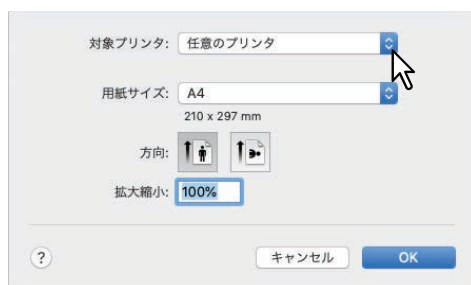 対象プリンタ: 任意のプリンタ
用紙サイズ: A4
210 x 297 mm
方向:
拡大縮小: 100%
? キャンセル OK